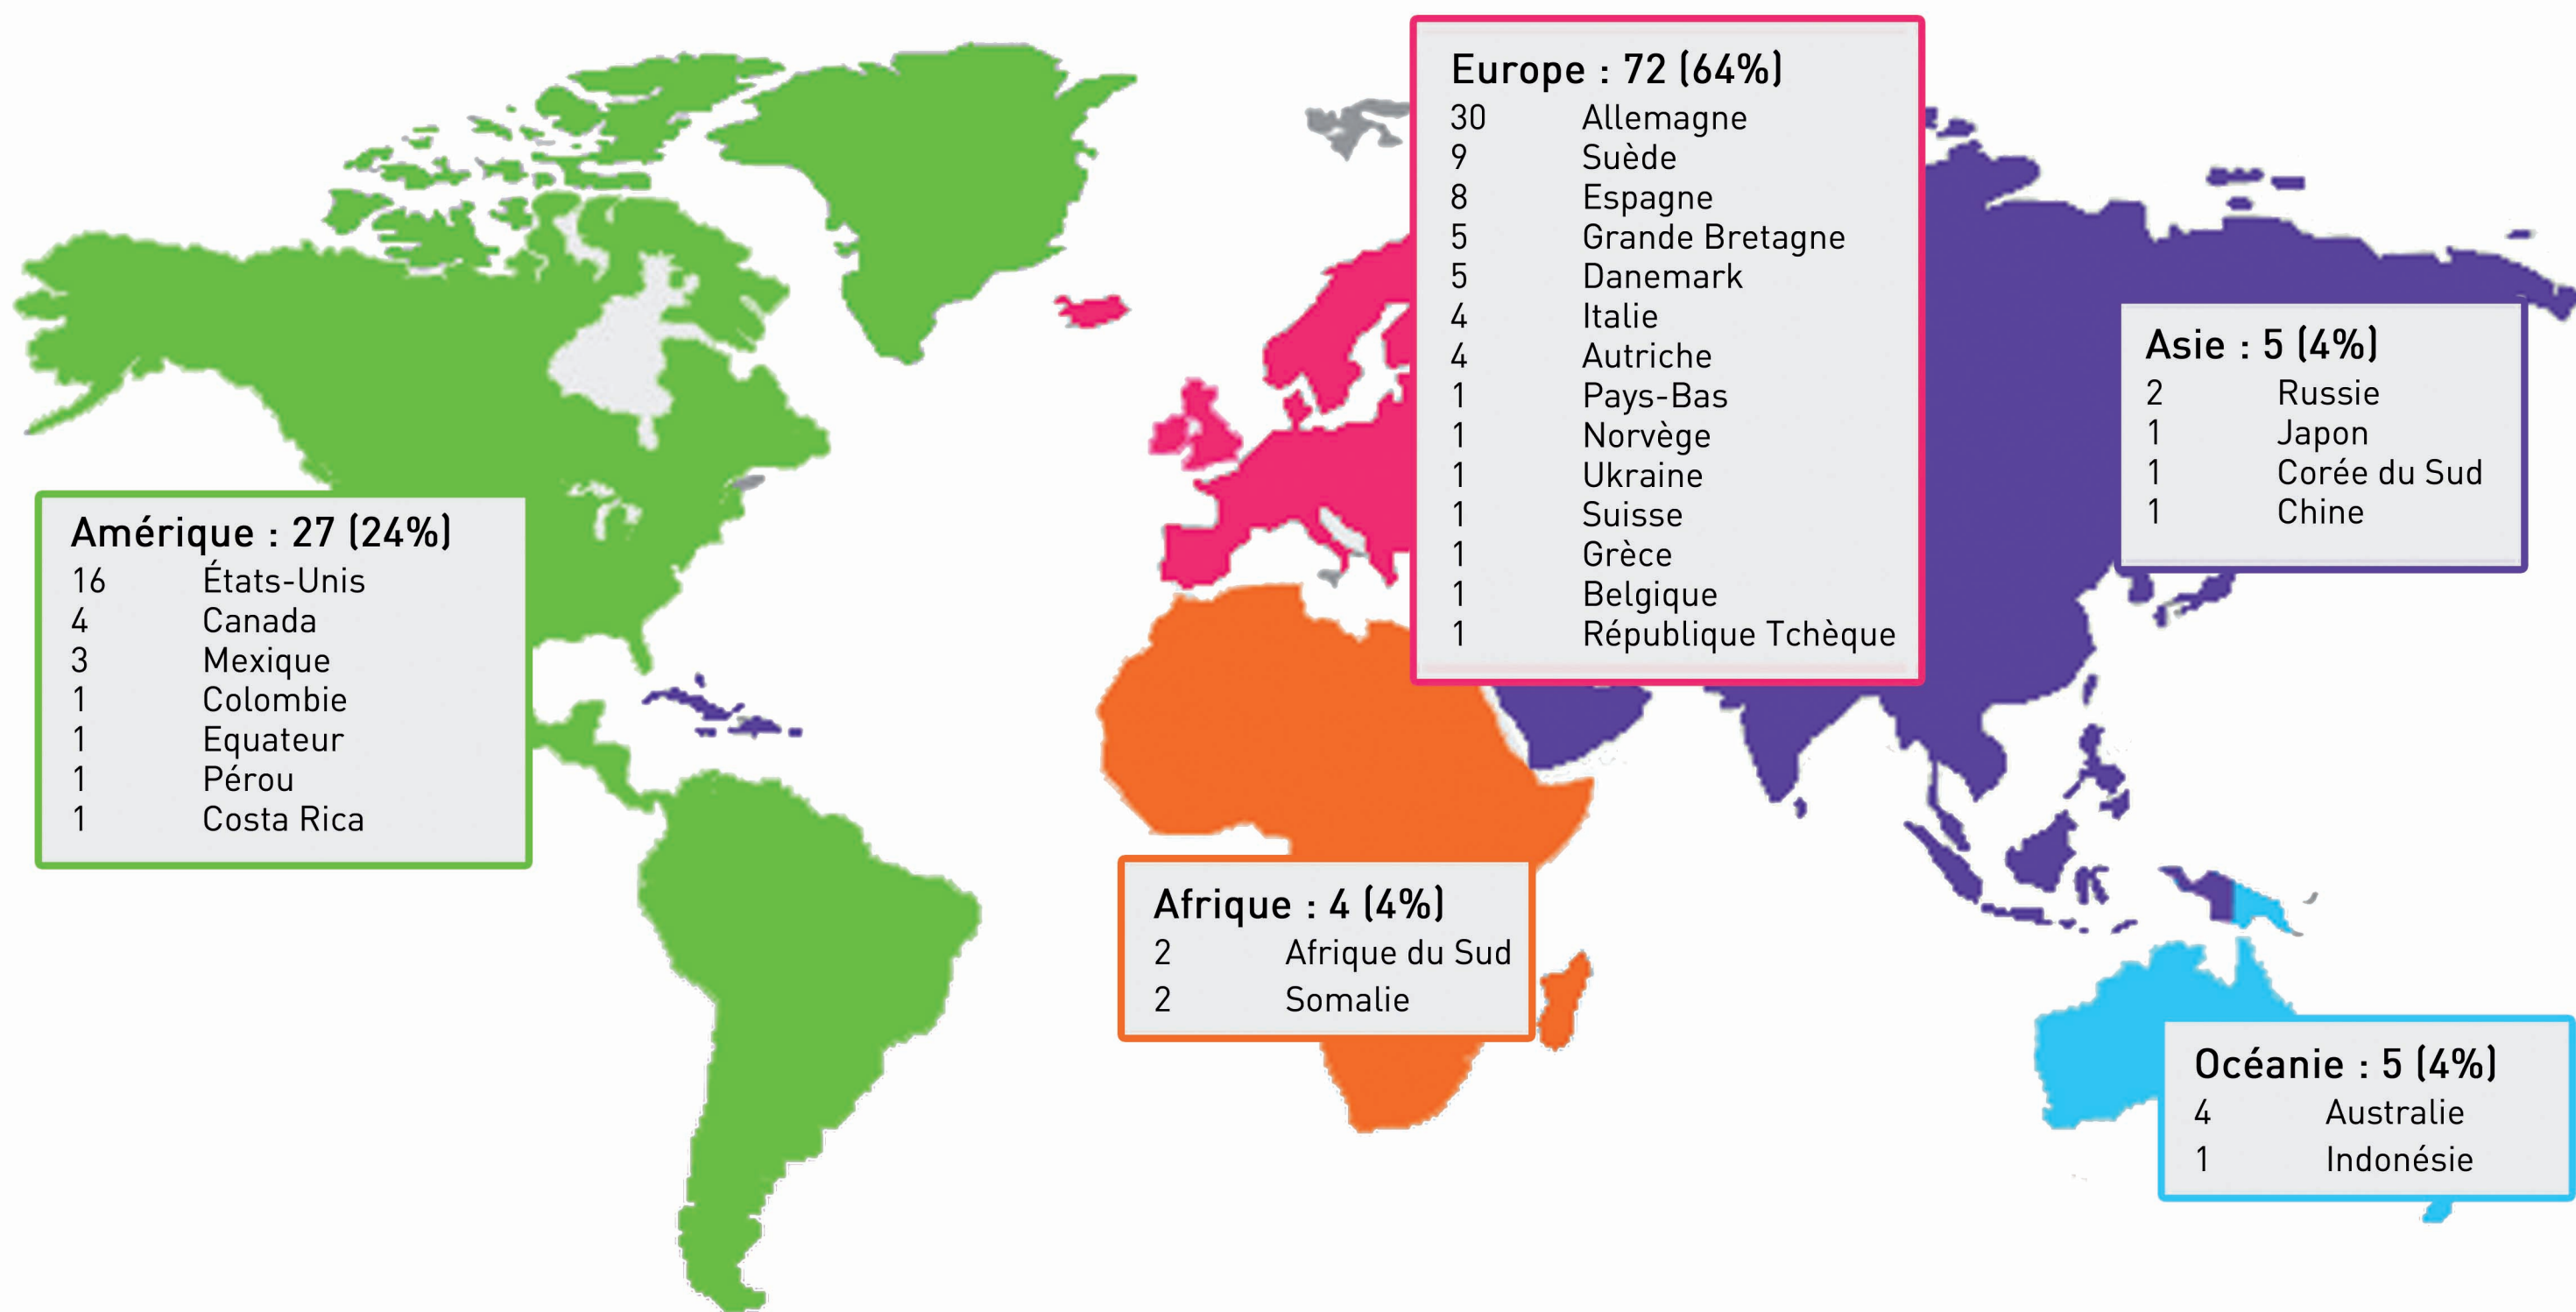 Europe : 72 (64%)
30 Allemagne
9 Suède
8 Espagne
5 Grande Bretagne
5 Danemark
4 Italie
4 Autriche
1 Pays-Bas
1 Norvège
1 Ukraine
1 Suisse
1 Grèce
1 Belgique
1 République Tchèque
Asie : 5 (4%)
2 Russie
1 Japon
1 Corée du Sud
1 Chine
Amérique : 27 (24%)
16 États-Unis
4 Canada
3 Mexique
1 Colombie
1 Equateur
1 Pérou
1 Costa Rica
Afrique : 4 (4%)
2 Afrique du Sud
2 Somalie
Océanie : 5 (4%)
4 Australie
1 Indonésie